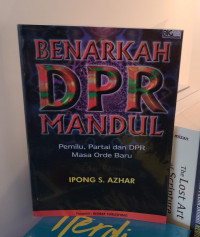 BENARKAH
DPR
MANDUL
Pemilu, Partai dan DPR
Masa Orde Baru
IPONG S. AZHAR
The Lost Art